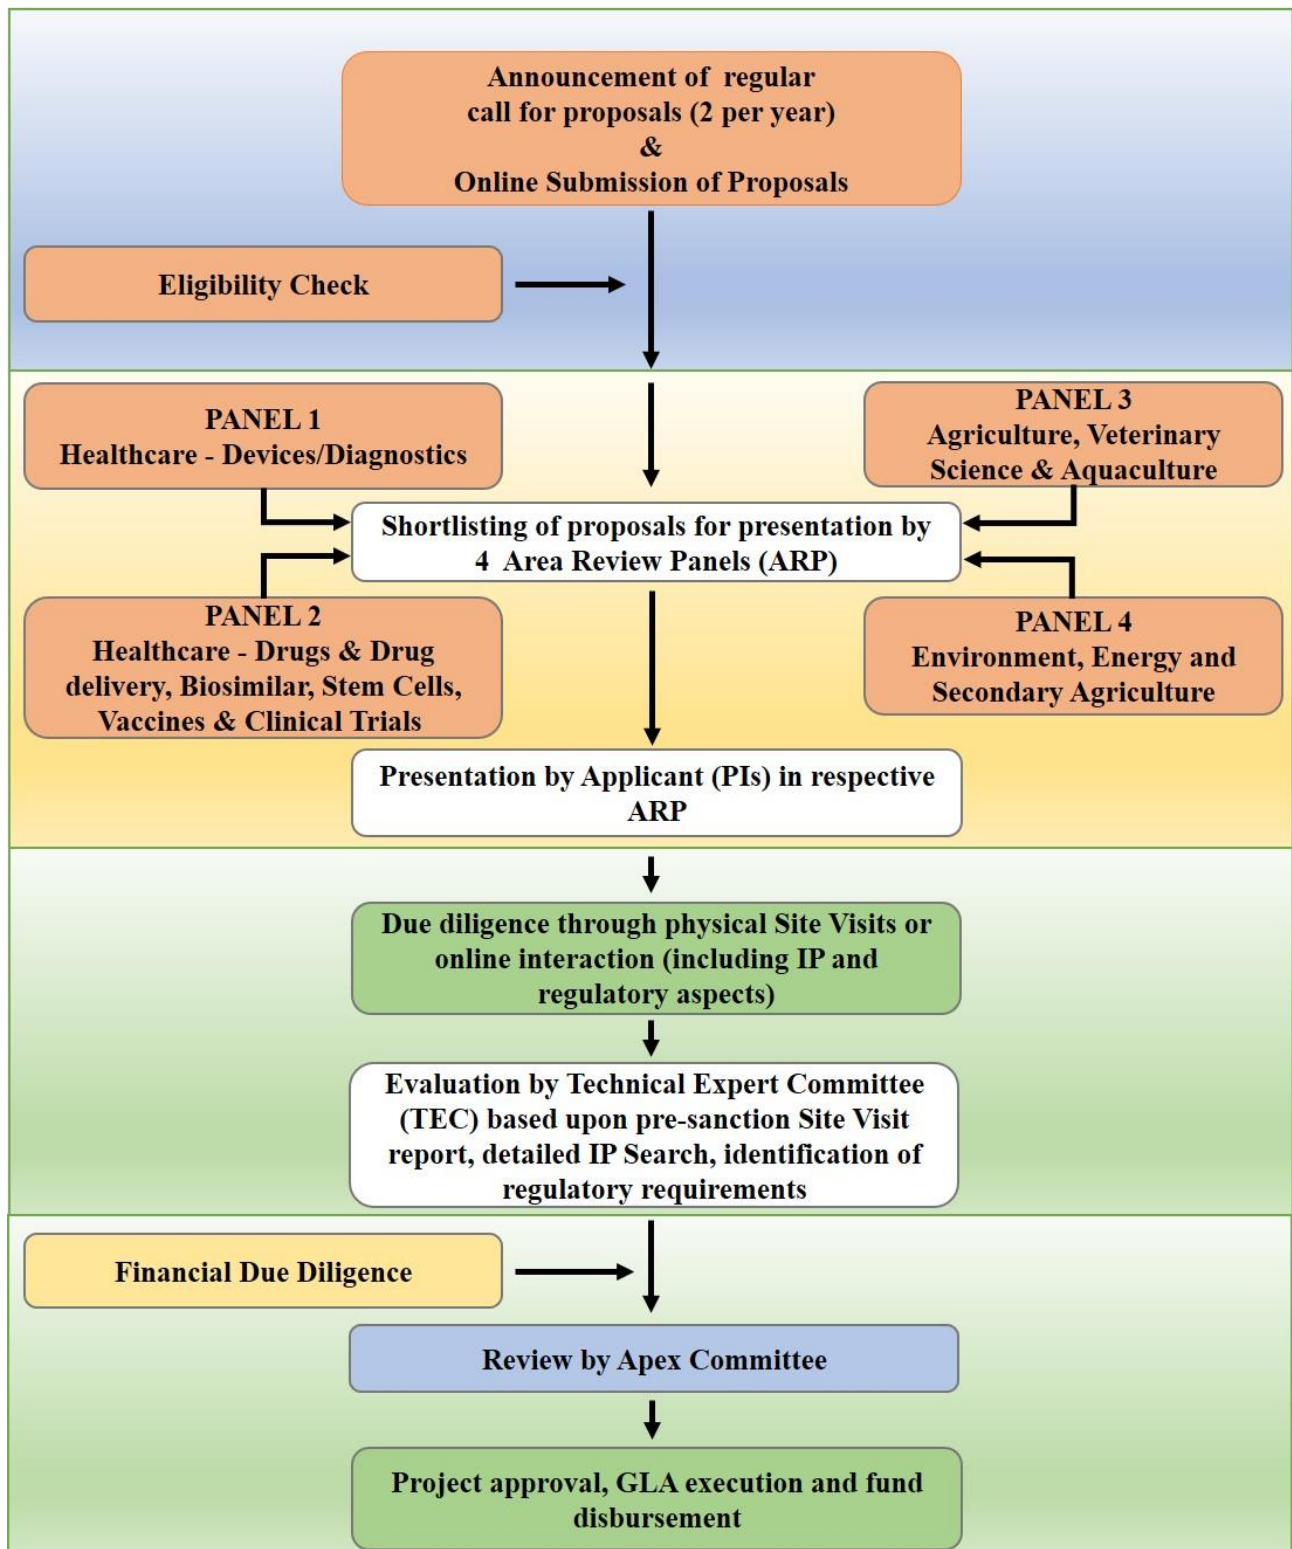 Announcement of regular
call for proposals (2 per year)
&
Online Submission of Proposals
Eligibility Check
PANEL 1
Healthcare - Devices/Diagnostics
PANEL 3
Agriculture, Veterinary
Science & Aquaculture
Shortlisting of proposals for presentation by
4 Area Review Panels (ARP)
PANEL 2
Healthcare - Drugs & Drug
delivery, Biosimilar, Stem Cells,
Vaccines & Clinical Trials
PANEL 4
Environment, Energy and
Secondary Agriculture
Presentation by Applicant (PIs) in respective
ARP
Due diligence through physical Site Visits or
online interaction (including IP and
regulatory aspects)
Evaluation by Technical Expert Committee
(TEC) based upon pre-sanction Site Visit
report, detailed IP Search, identification of
regulatory requirements
Financial Due Diligence
Review by Apex Committee
Project approval, GLA execution and fund
disbursement